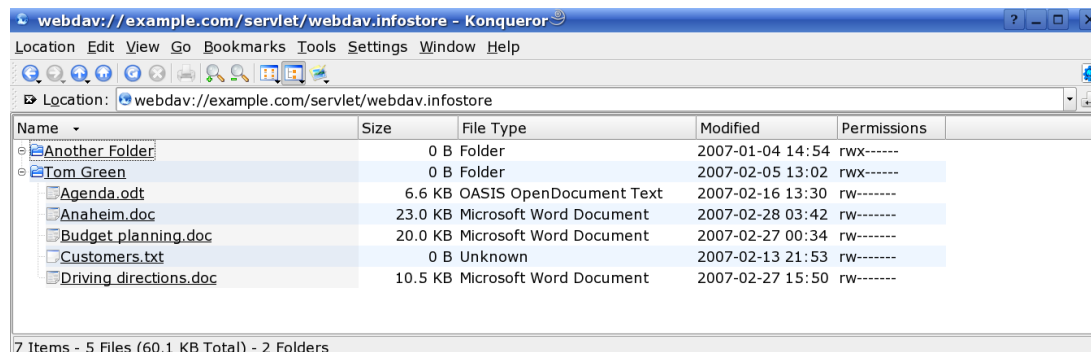 webdav://example.com/servlet/webdav.infostore - Konqueror
Location Edit View Go Bookmarks Tools Settings Window Help
Location: webdav://example.com/servlet/webdav.infostore
Name Size File Type Modified Permissions
Another Folder 0 B Folder 2007-01-04 14:54 rwx------
Tom Green 0 B Folder 2007-02-05 13:02 rwx------
Agenda.odt 6.6 KB OASIS OpenDocument Text 2007-02-16 13:30 rw-------
Anaheim.doc 23.0 KB Microsoft Word Document 2007-02-28 03:42 rw-------
Budget planning.doc 20.0 KB Microsoft Word Document 2007-02-27 00:34 rw-------
Customers.txt 0 B Unknown 2007-02-13 21:53 rw-------
Driving directions.doc 10.5 KB Microsoft Word Document 2007-02-27 15:50 rw-------
7 Items - 5 Files (60.1 KB Total) - 2 Folders